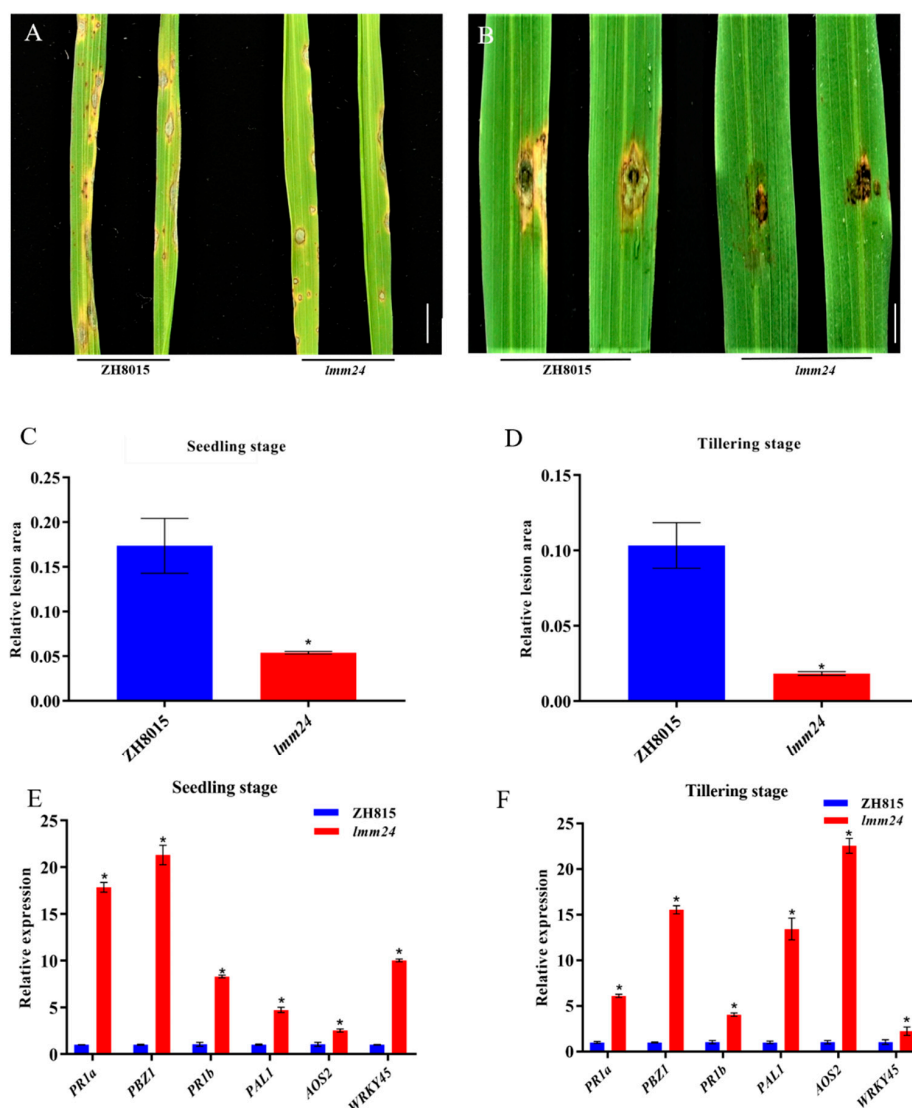 A
B
ZH8015
lmm24
ZH8015
lmm24
C
Seedling stage
Relative lesion area
0.25
0.20
0.15
0.10
0.05
0.00
*
ZH8015
lmm24
D
Tillering stage
Relative lesion area
0.15
0.10
0.05
0.00
*
ZH8015
lmm24
E
Seedling stage
ZH815
lmm24
Relative expression
25
20
15
10
5
0
* * * * * *
PR1a
PBZ1
PR1b
PAL1
AOS2
WRKY45
F
Tillering stage
ZH815
lmm24
Relative expression
25
20
15
10
5
0
* * * * * *
PR1a
PBZ1
PR1b
PAL1
AOS2
WRKY45